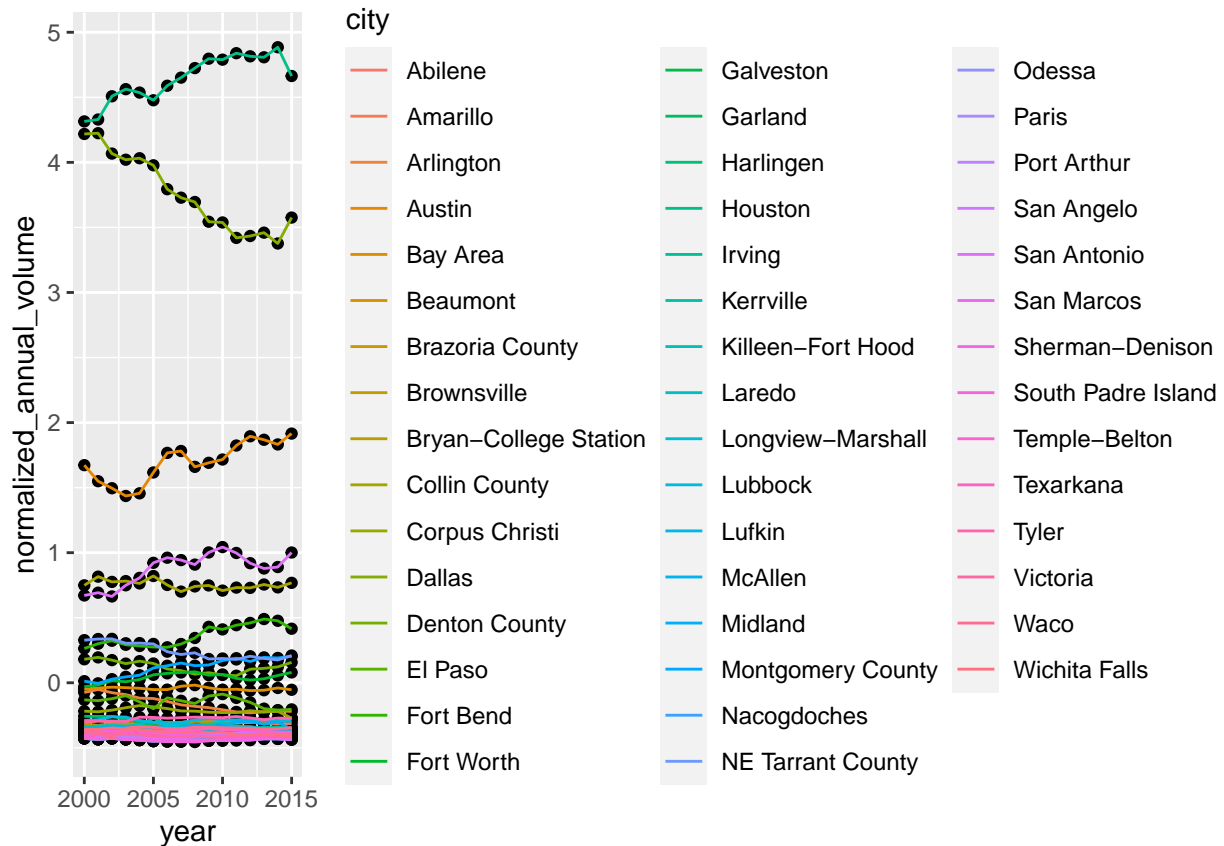 normalized_annual_volume
5
4
3
2
1
0
2000 2005 2010 2015
year
city
Abilene
Amarillo
Arlington
Austin
Bay Area
Beaumont
Brazoria County
Brownsville
Bryan−College Station
Collin County
Corpus Christi
Dallas
Denton County
El Paso
Fort Bend
Fort Worth
Galveston
Garland
Harlingen
Houston
Irving
Kerrville
Killeen−Fort Hood
Laredo
Longview−Marshall
Lubbock
Lufkin
McAllen
Midland
Montgomery County
Nacogdoches
NE Tarrant County
Odessa
Paris
Port Arthur
San Angelo
San Antonio
San Marcos
Sherman−Denison
South Padre Island
Temple−Belton
Texarkana
Tyler
Victoria
Waco
Wichita Falls